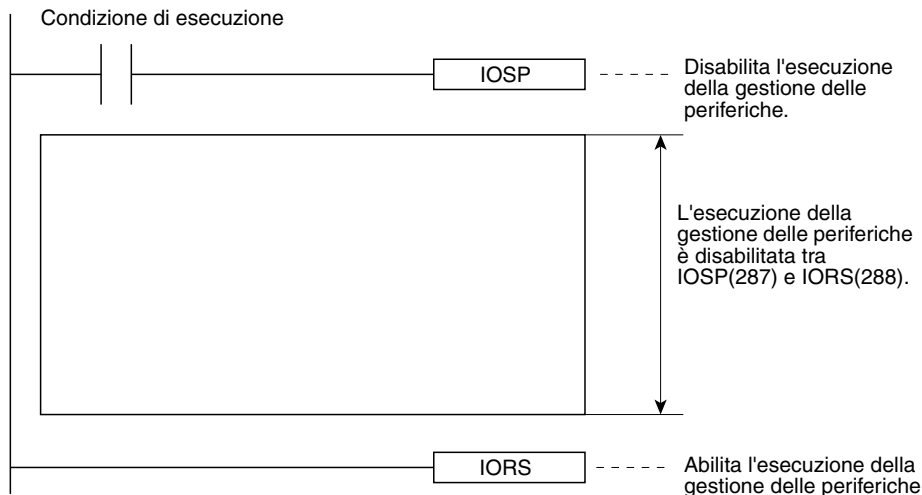 Condizione di esecuzione
IOSP
Disabilita l'esecuzione
della gestione delle
periferiche.
L'esecuzione della
gestione delle periferiche
è disabilitata tra
IOSP(287) e IORS(288).
IORS
Abilita l'esecuzione della
gestione delle periferiche